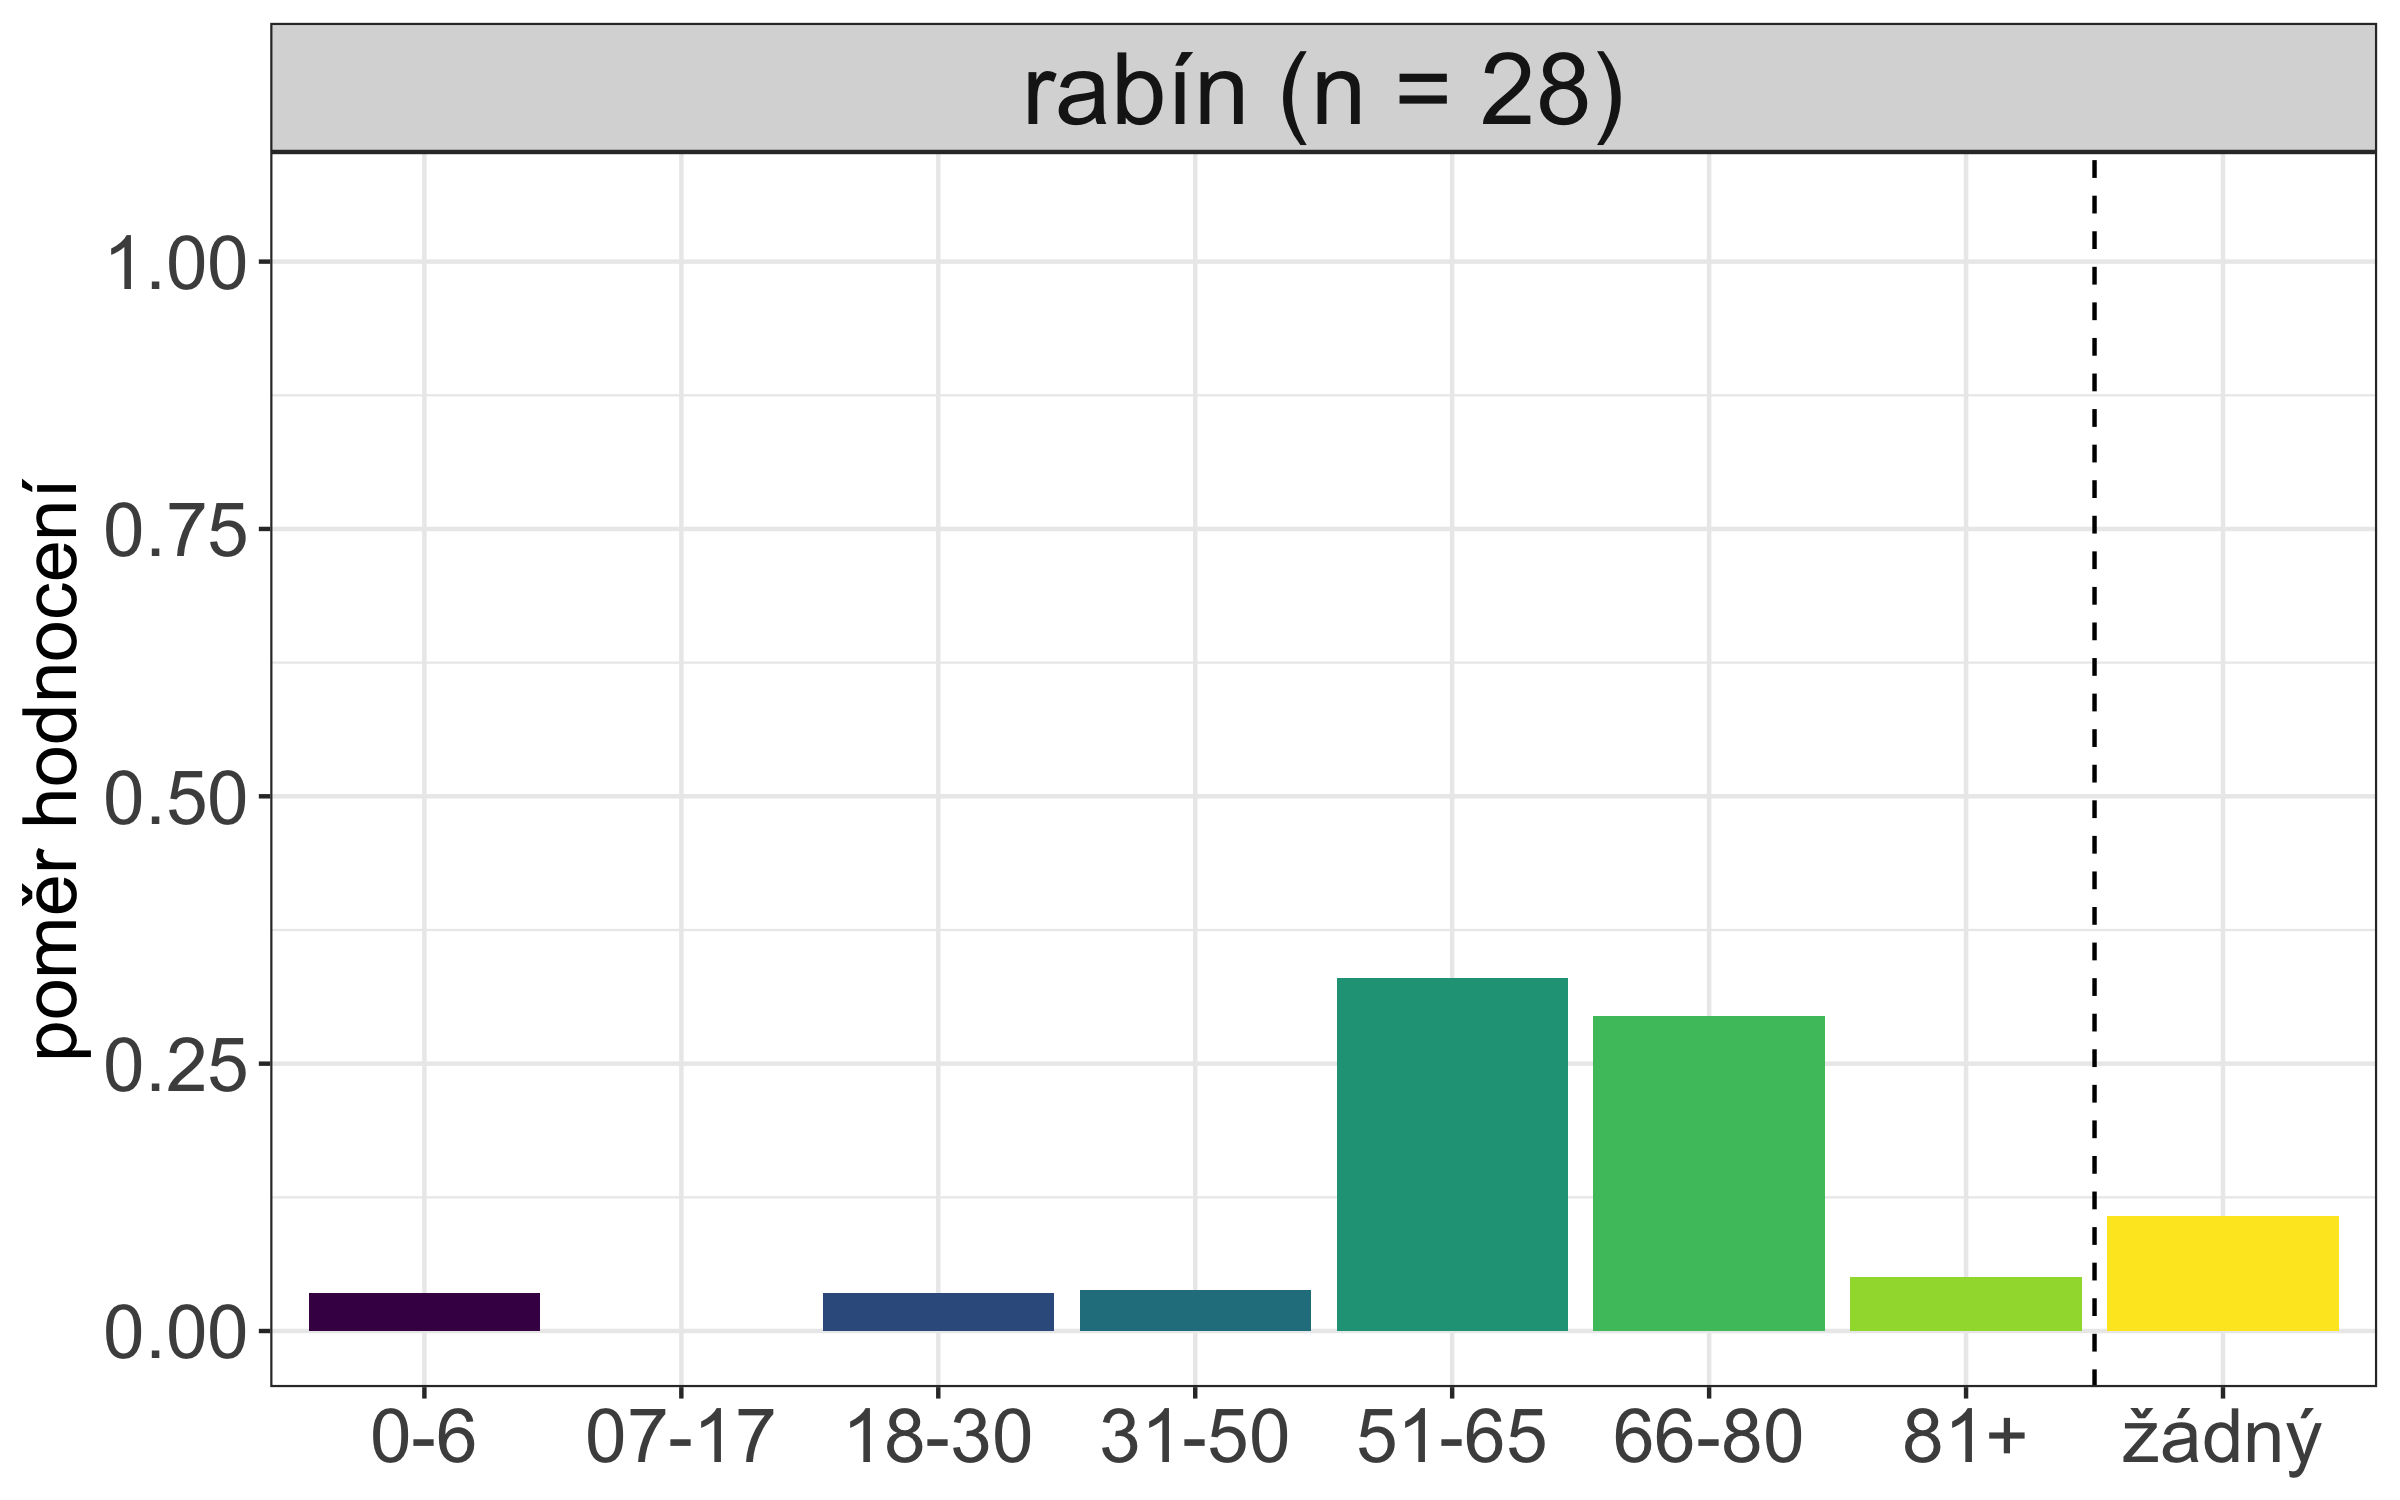 rabín (n = 28)
poměr hodnocení
1.00
0.75
0.50
0.25
0.00
0-6 07-17 18-30 31-50 51-65 66-80 81+ žádný